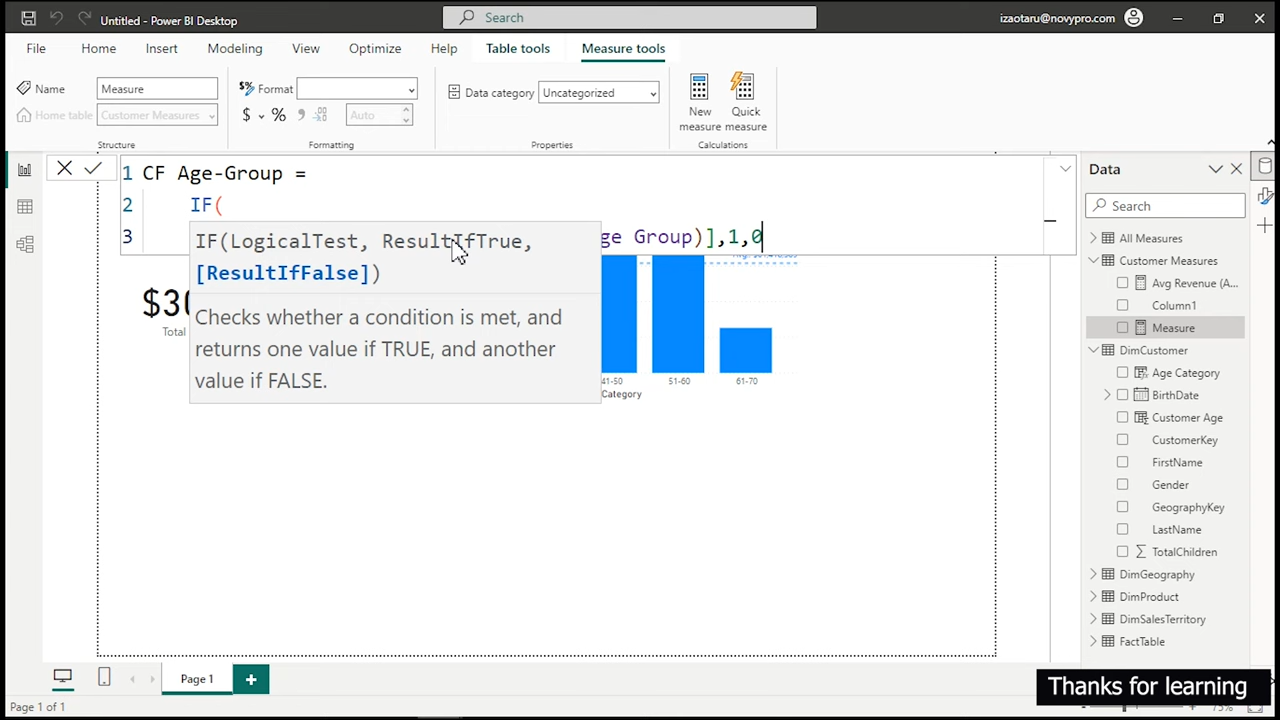 Untitled - Power BI Desktop
Search
izaotaru@novypro.com
File
Home
Insert
Modeling
View
Optimize
Help
Table tools
Measure tools
Name
Measure
Home table
Customer Measures
Structure
Format
$ % 9
Auto
Formatting
Data category
Uncategorized
Properties
New measure
Quick measure
Calculations
1 CF Age-Group =
2 IF(
3 ge Group)],1,0
IF(LogicalTest, ResultIfTrue,
[ResultIfFalse])
Checks whether a condition is met, and
returns one value if TRUE, and another
value if FALSE.
$30
Total
41-50
51-60
61-70
Category
Data
Search
All Measures
Customer Measures
Avg Revenue (A...
Column1
Measure
DimCustomer
Age Category
BirthDate
Customer Age
CustomerKey
FirstName
Gender
GeographyKey
LastName
TotalChildren
DimGeography
DimProduct
DimSalesTerritory
FactTable
Page 1
Thanks for learning
Page 1 of 1
75%